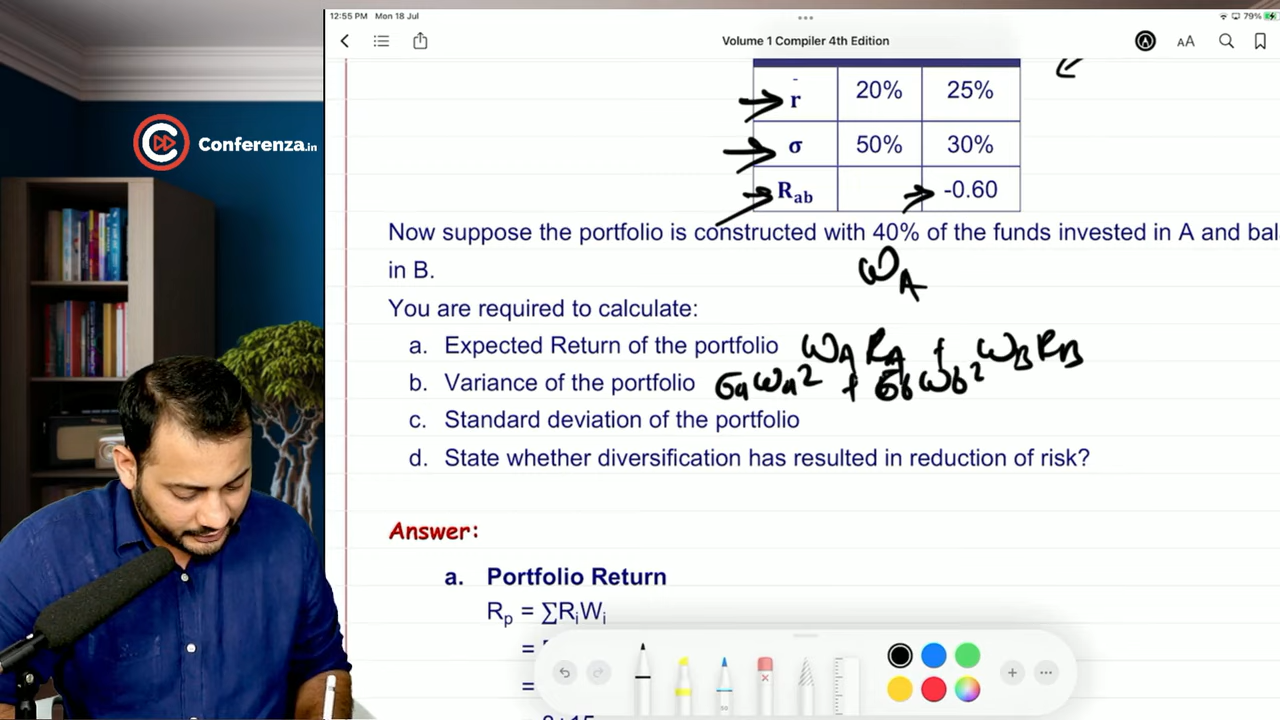 12:55 PM Mon 18 Jul
79%
Volume 1 Compiler 4th Edition
AA
Conferenza.in
r 20% 25%
σ 50% 30%
Rab -0.60
Now suppose the portfolio is constructed with 40% of the funds invested in A and bal
in B.
ωA
You are required to calculate:
a. Expected Return of the portfolio ωA RA + ωB RB
b. Variance of the portfolio σa ωa² + σb ωb²
c. Standard deviation of the portfolio
d. State whether diversification has resulted in reduction of risk?
Answer:
a. Portfolio Return
Rp = ∑RiWi
=
=